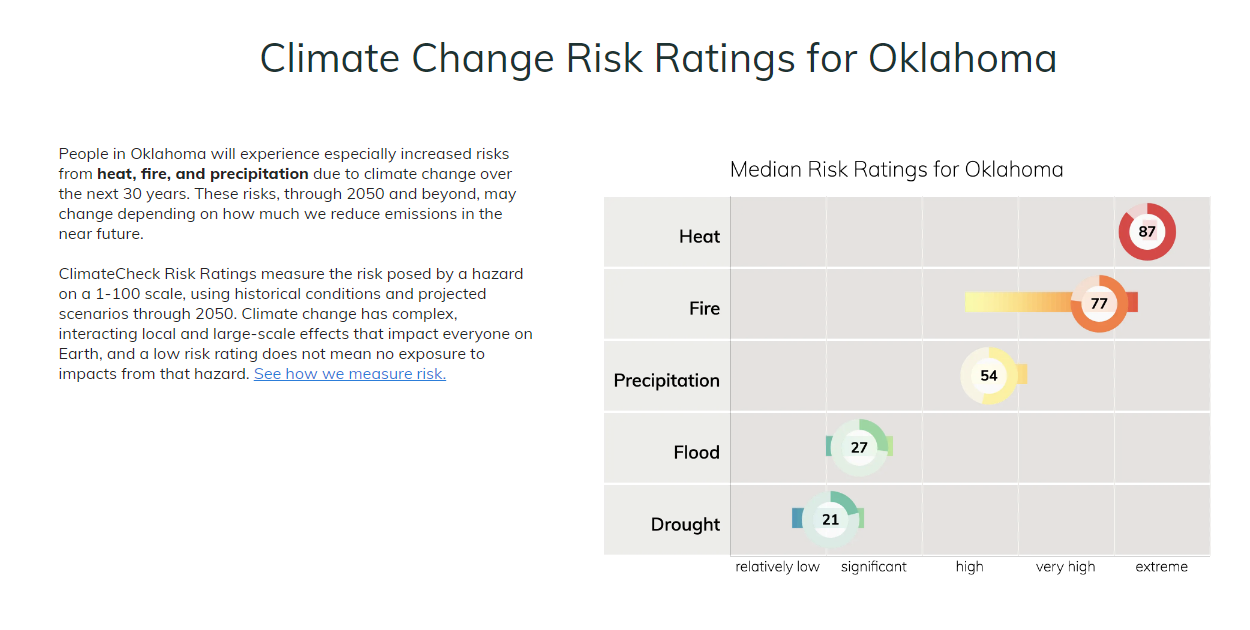 Climate Change Risk Ratings for Oklahoma
People in Oklahoma will experience especially increased risks
from heat, fire, and precipitation due to climate change over
the next 30 years. These risks, through 2050 and beyond, may
change depending on how much we reduce emissions in the
near future.
ClimateCheck Risk Ratings measure the risk posed by a hazard
on a 1-100 scale, using historical conditions and projected
scenarios through 2050. Climate change has complex,
interacting local and large-scale effects that impact everyone on
Earth, and a low risk rating does not mean no exposure to
impacts from that hazard. See how we measure risk.
Median Risk Ratings for Oklahoma
Heat 87
Fire 77
Precipitation 54
Flood 27
Drought 21
relatively low significant high very high extreme